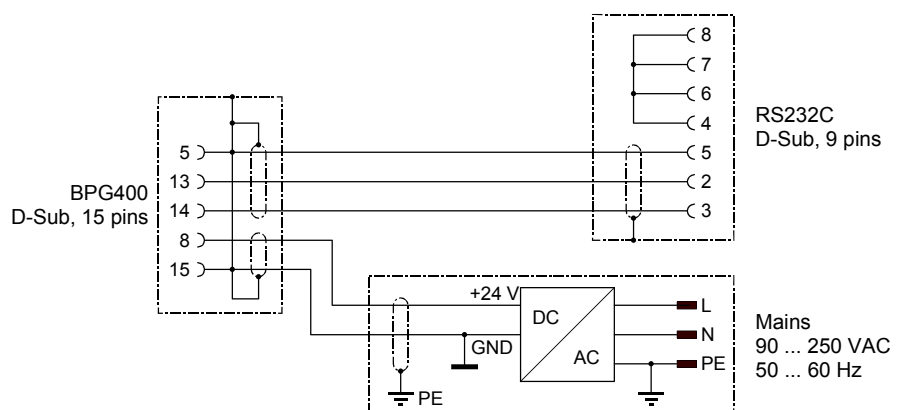 8
7
6
4
5
2
3
RS232C
D-Sub, 9 pins
BPG400
D-Sub, 15 pins
5
13
14
8
15
+24 V
GND
PE
DC
AC
L
N
PE
Mains
90 ... 250 VAC
50 ... 60 Hz